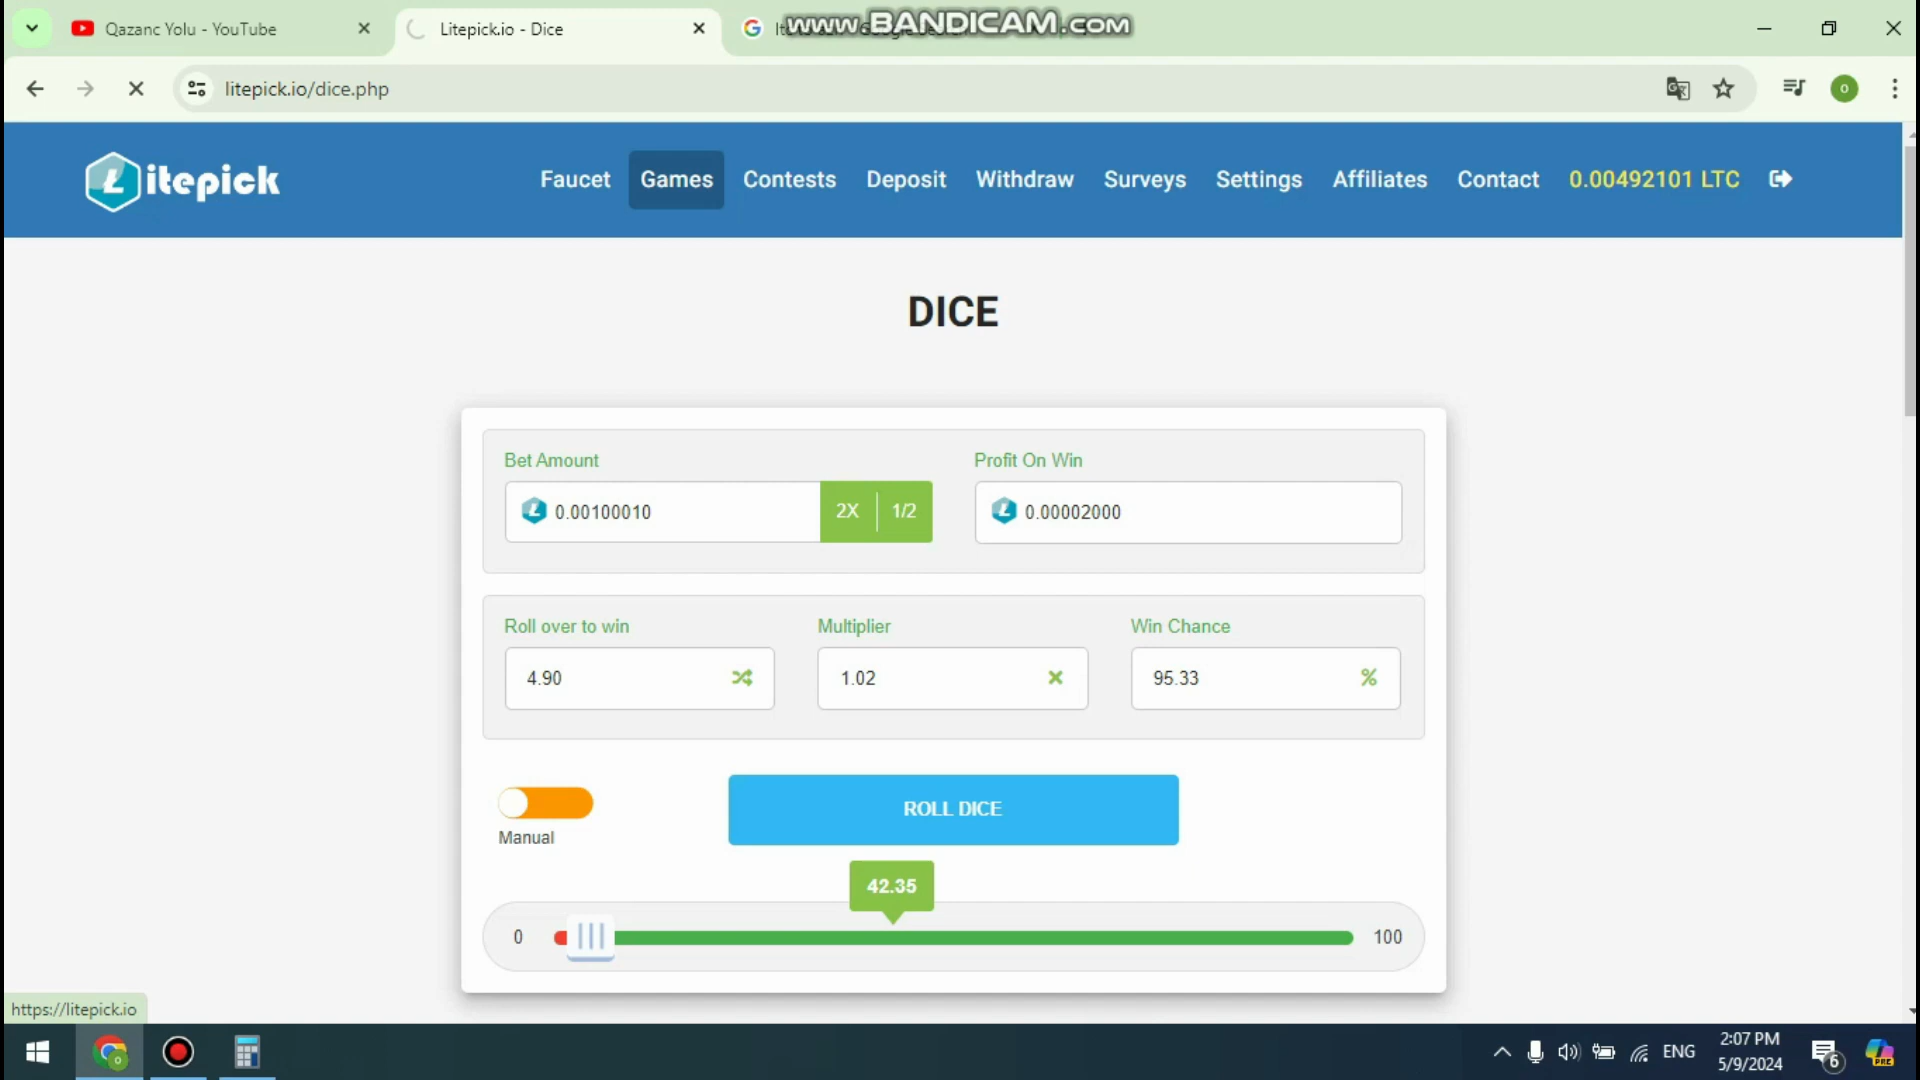 Qazanc Yolu - YouTube
Litepick.io - Dice
www.BANDICAM.com
litepick.io/dice.php
itepick
Faucet
Games
Contests
Deposit
Withdraw
Surveys
Settings
Affiliates
Contact
0.00492101 LTC
DICE
Bet Amount
Profit On Win
0.00100010
2X
1/2
0.00002000
Roll over to win
Multiplier
Win Chance
4.90
1.02
95.33
%
Manual
ROLL DICE
42.35
0
100
https://litepick.io
ENG
2:07 PM
5/9/2024
6